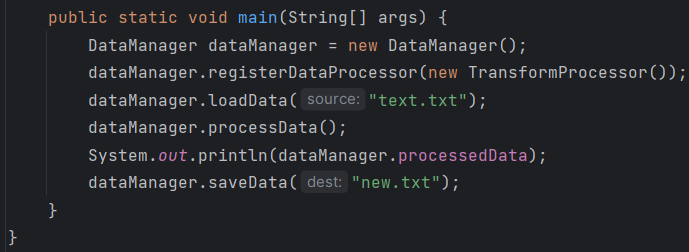 public static void main(String[] args) {
DataManager dataManager = new DataManager();
dataManager.registerDataProcessor(new TransformProcessor());
dataManager.loadData( source: "text.txt");
dataManager.processData();
System.out.println(dataManager.processedData);
dataManager.saveData( dest: "new.txt");
}
}